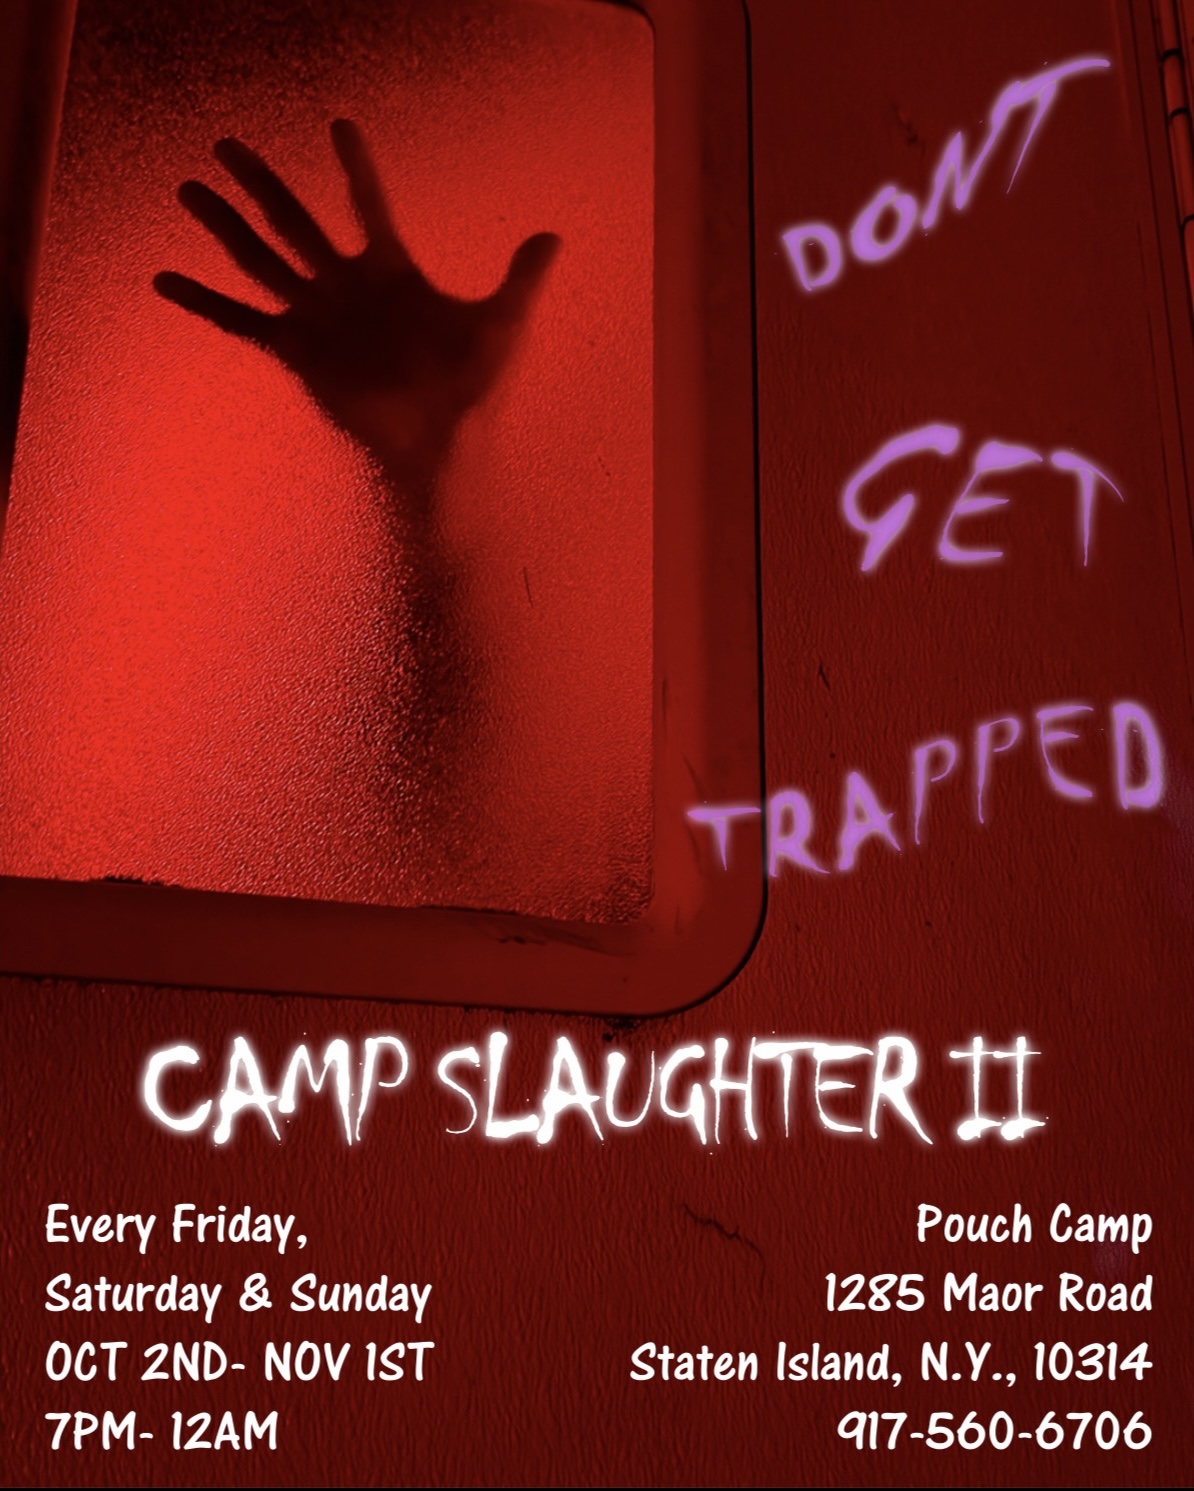 DONT
GET
TRAPPED
CAMP SLAUGHTER II
Every Friday,
Saturday & Sunday
OCT 2ND- NOV 1ST
7PM- 12AM
Pouch Camp
1285 Maor Road
Staten Island, N.Y., 10314
917-560-6706